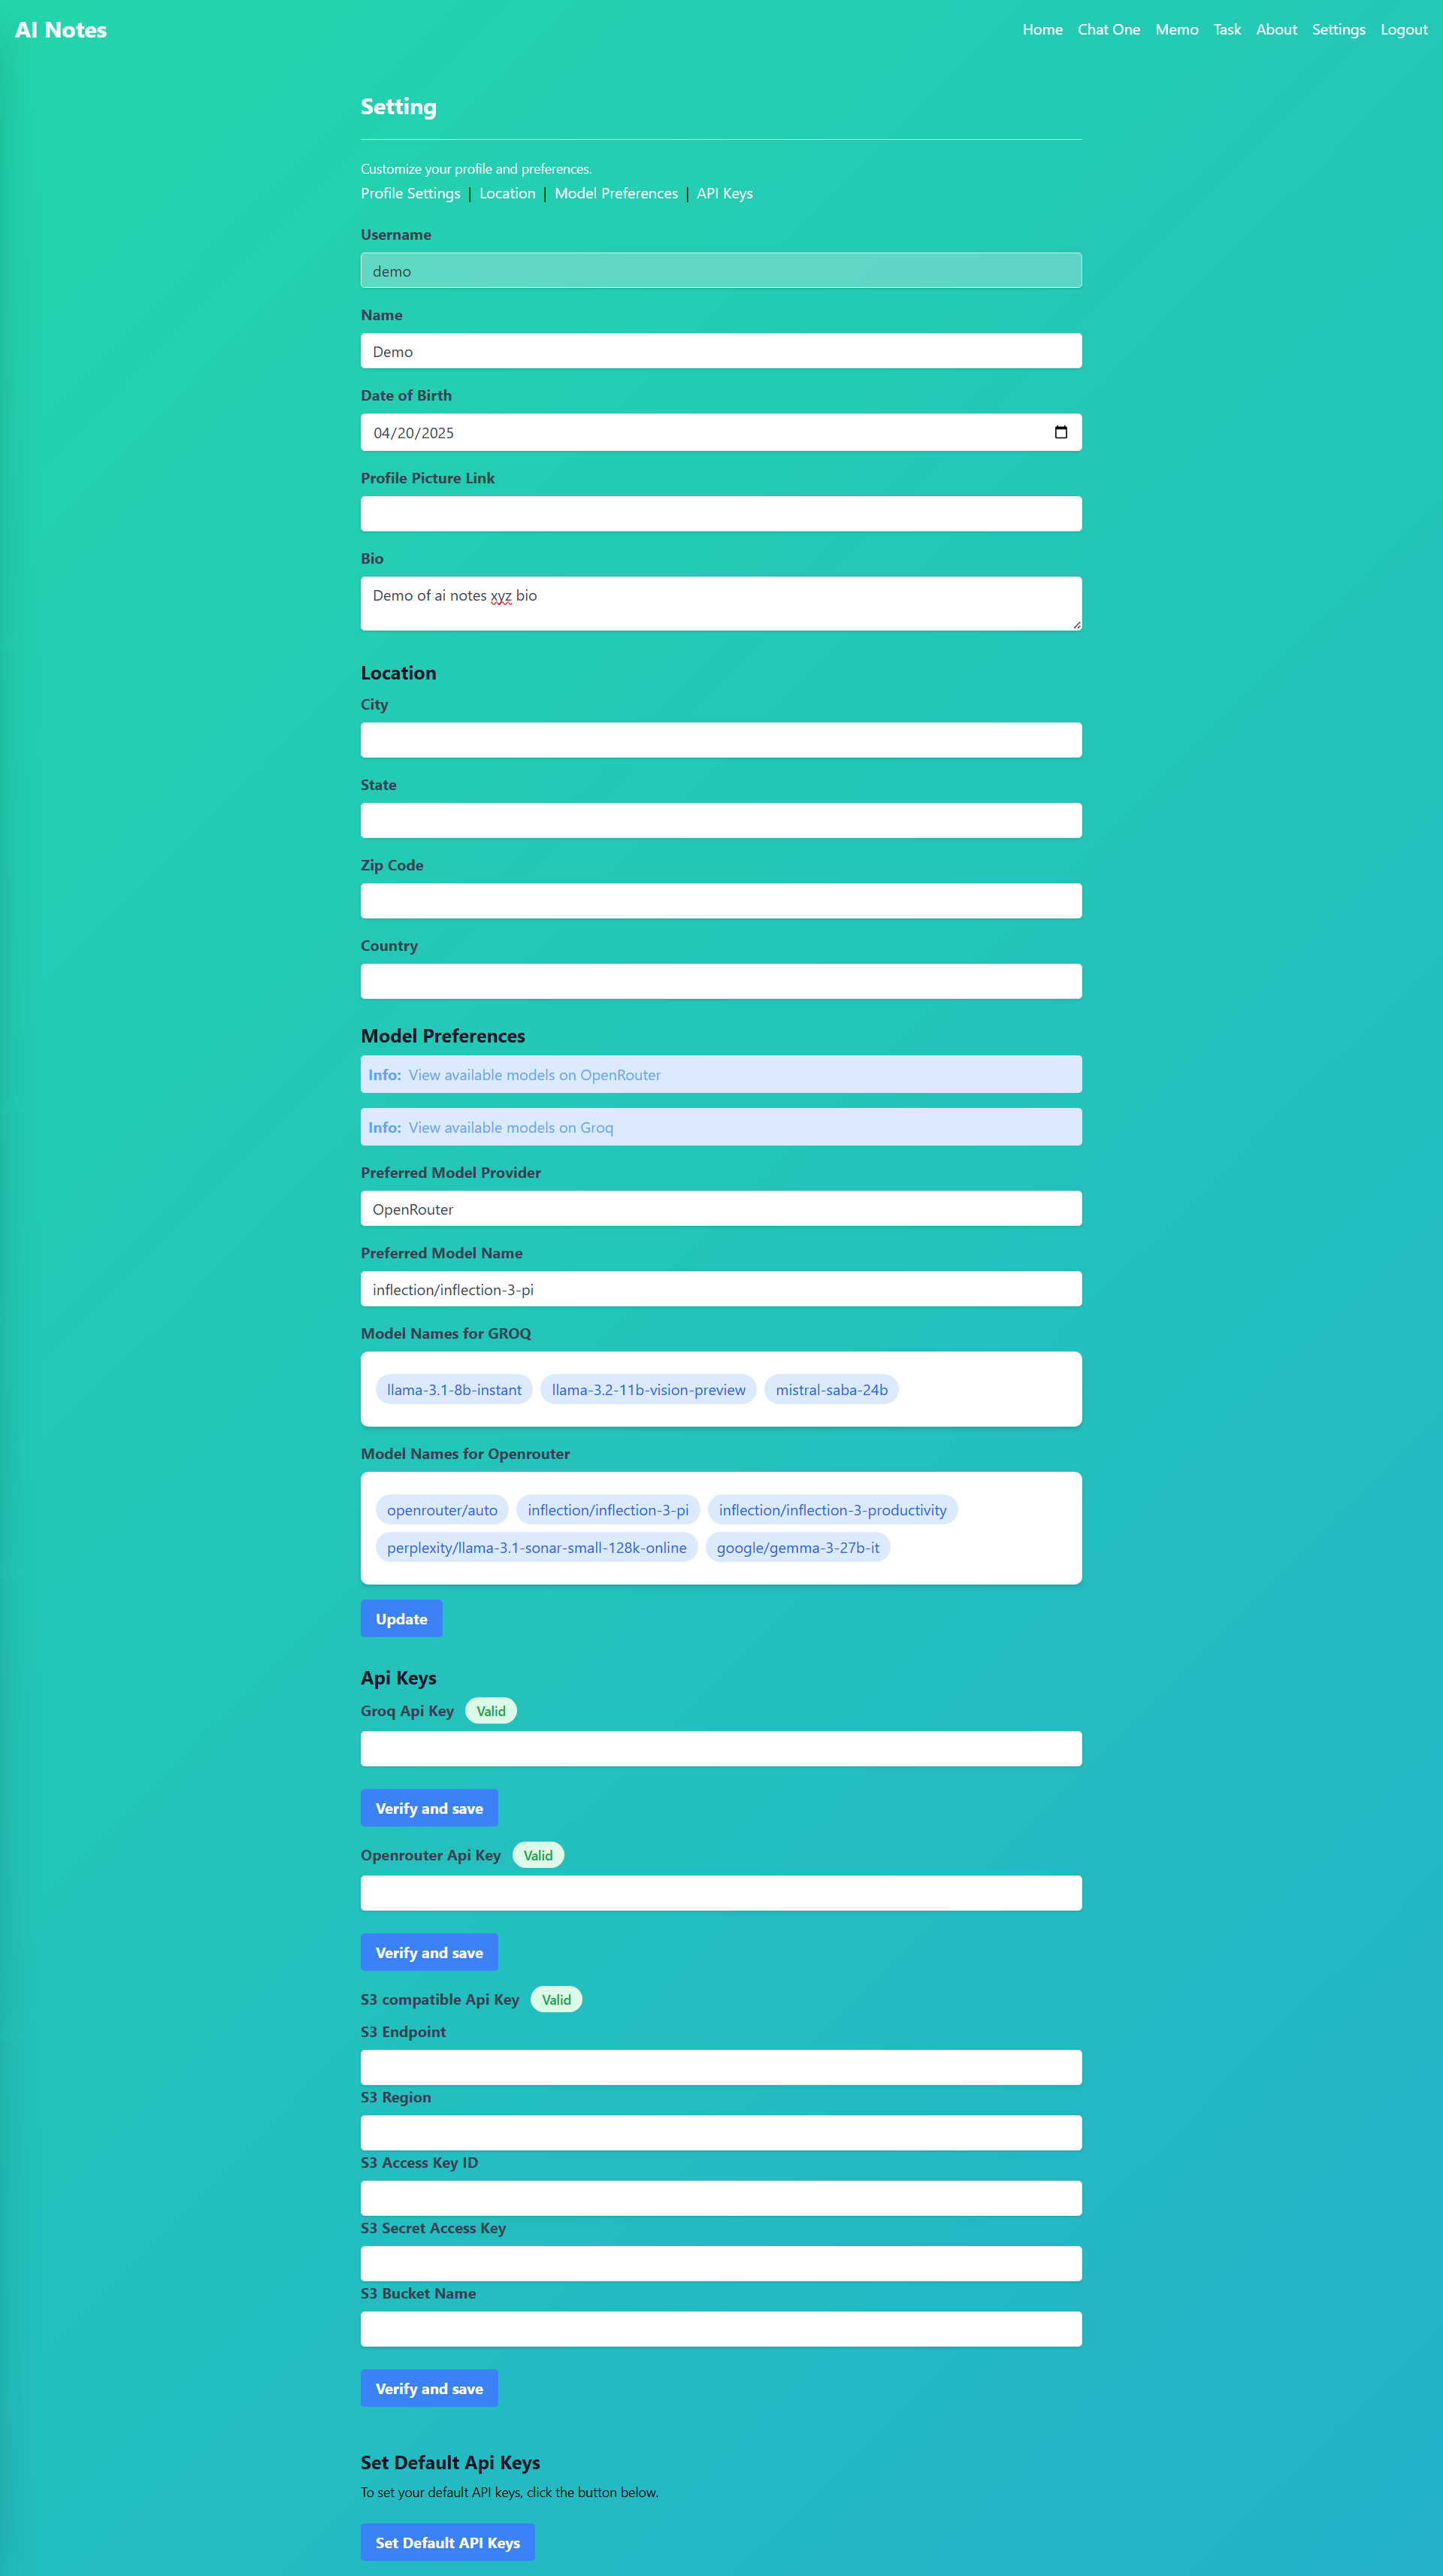 AI Notes
Home Chat One Memo Task About Settings Logout
Setting
Customize your profile and preferences.
Profile Settings | Location | Model Preferences | API Keys
Username
demo
Name
Demo
Date of Birth
04/20/2025
Profile Picture Link
Bio
Demo of ai notes xyz bio
Location
City
State
Zip Code
Country
Model Preferences
Info: View available models on OpenRouter
Info: View available models on Groq
Preferred Model Provider
OpenRouter
Preferred Model Name
inflection/inflection-3-pi
Model Names for GROQ
llama-3.1-8b-instant llama-3.2-11b-vision-preview mistral-saba-24b
Model Names for Openrouter
openrouter/auto inflection/inflection-3-pi inflection/inflection-3-productivity
perplexity/llama-3.1-sonar-small-128k-online google/gemma-3-27b-it
Update
Api Keys
Groq Api Key Valid
Verify and save
Openrouter Api Key Valid
Verify and save
S3 compatible Api Key Valid
S3 Endpoint
S3 Region
S3 Access Key ID
S3 Secret Access Key
S3 Bucket Name
Verify and save
Set Default Api Keys
To set your default API keys, click the button below.
Set Default API Keys